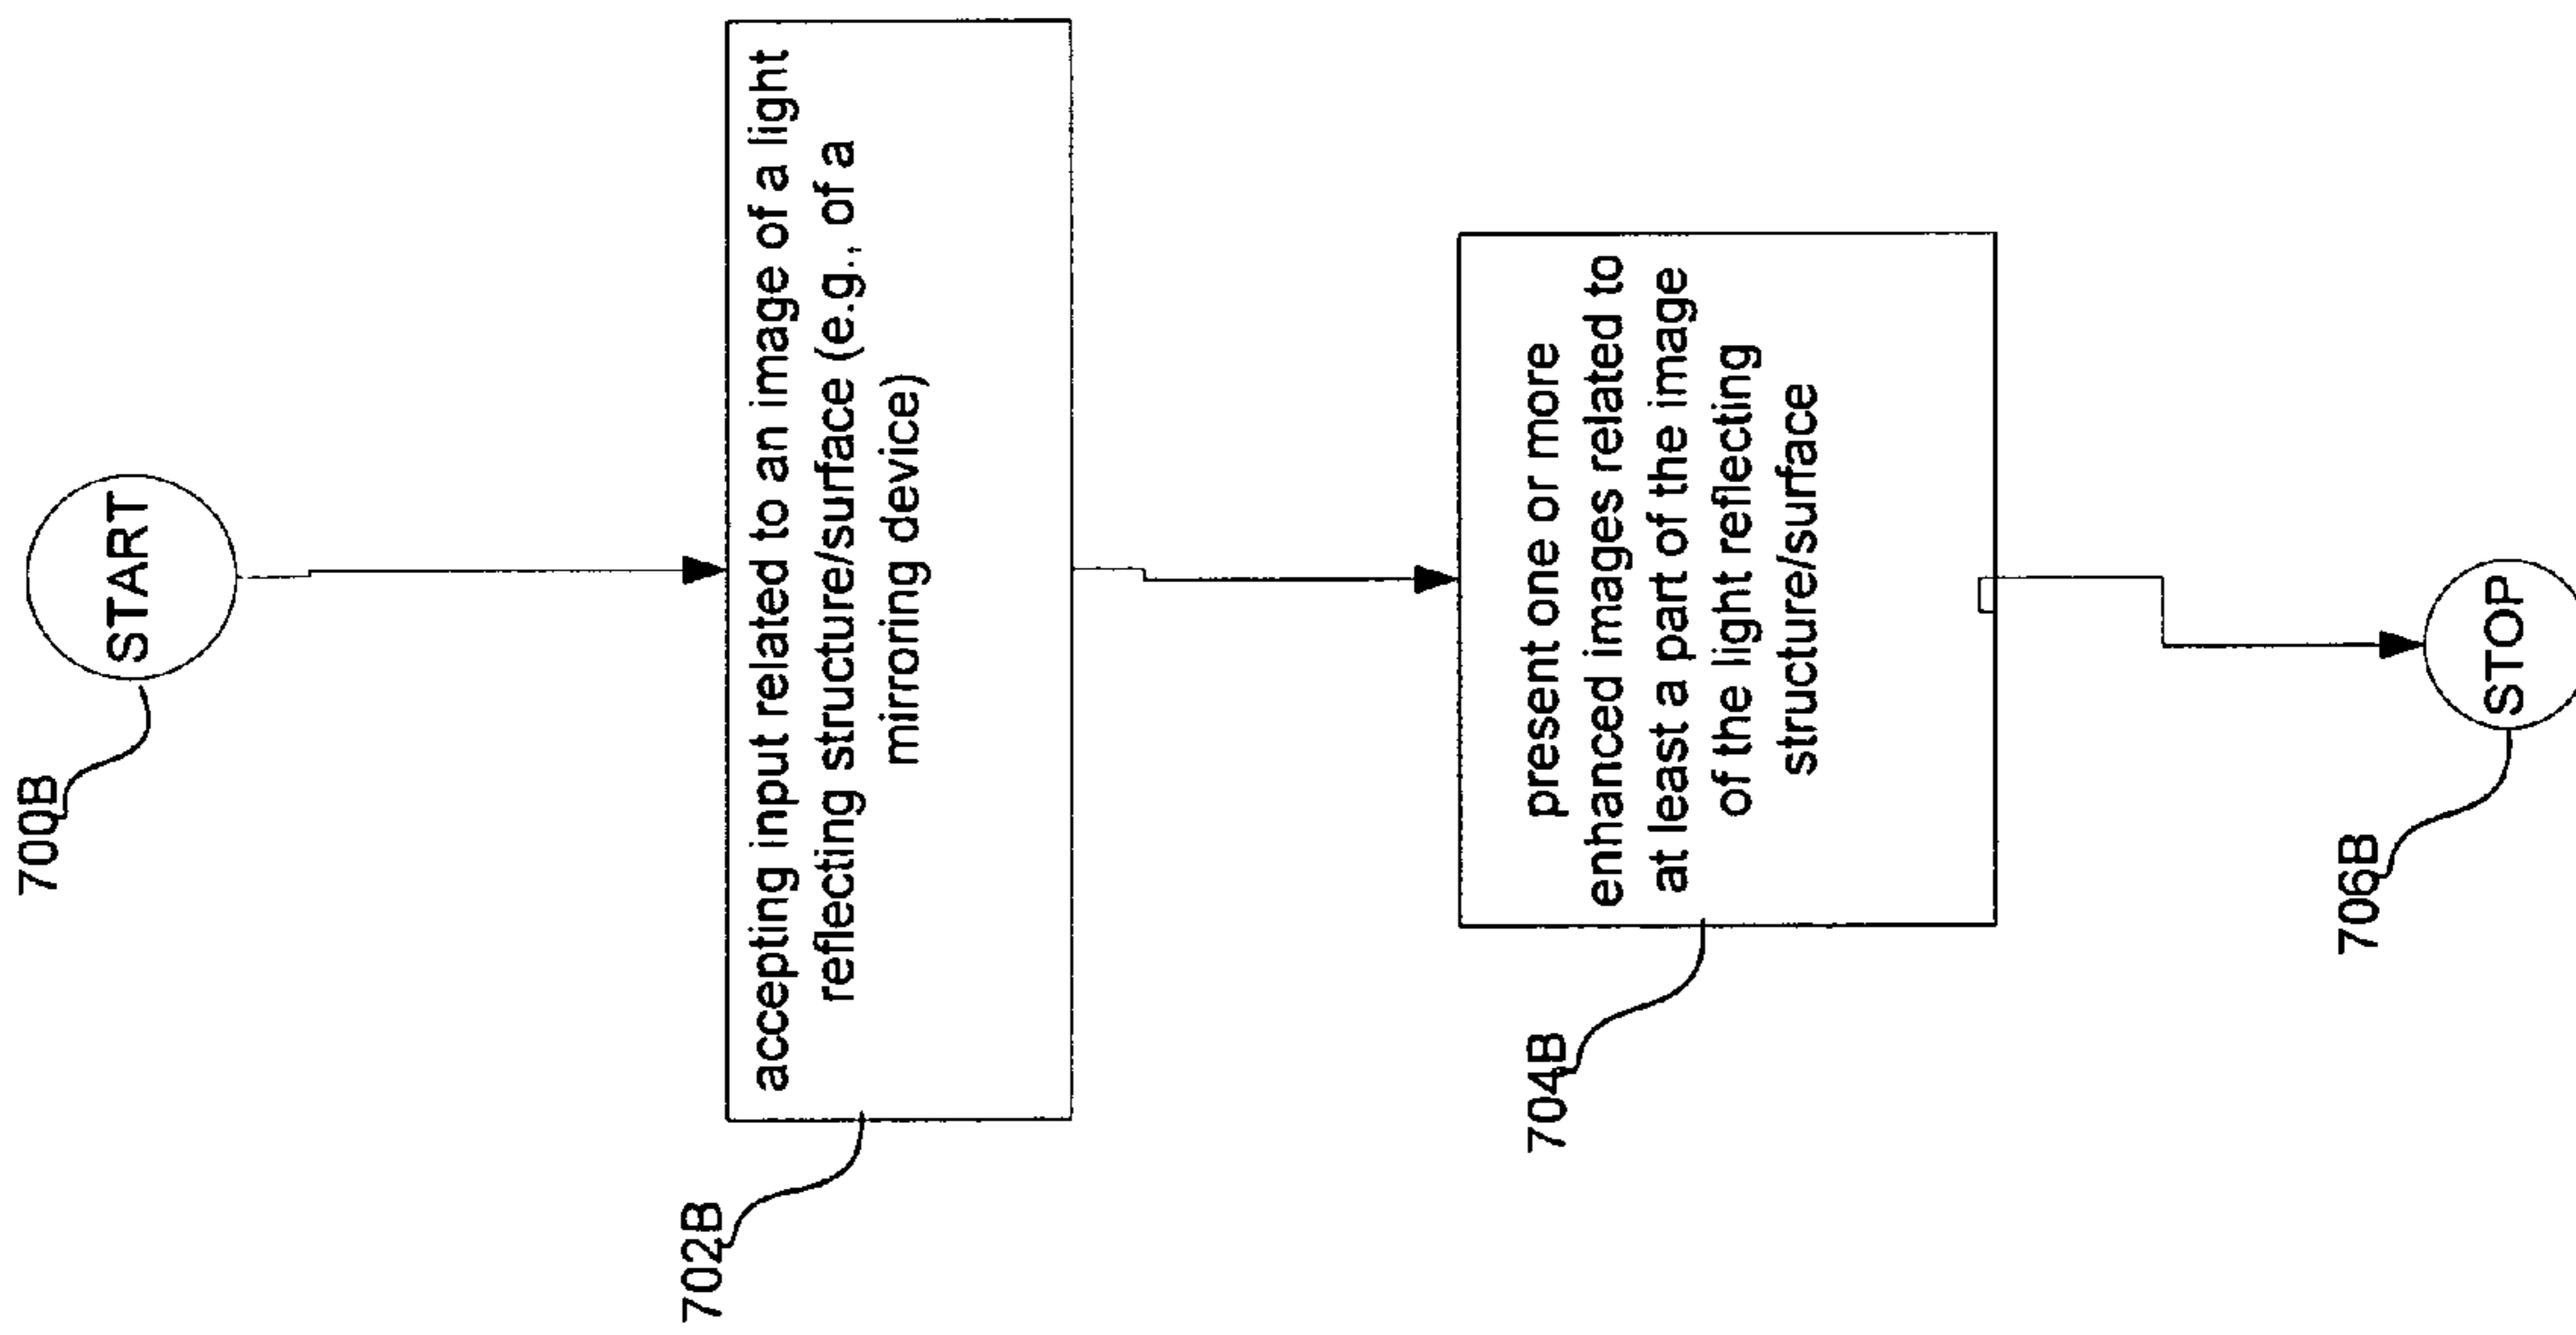 700B
START
702B
accepting input related to an image of a light
reflecting structure/surface (e.g., of a
mirroring device)
704B
present one or more
enhanced images related to
at least a part of the image
of the light reflecting
structure/surface
706B
STOP